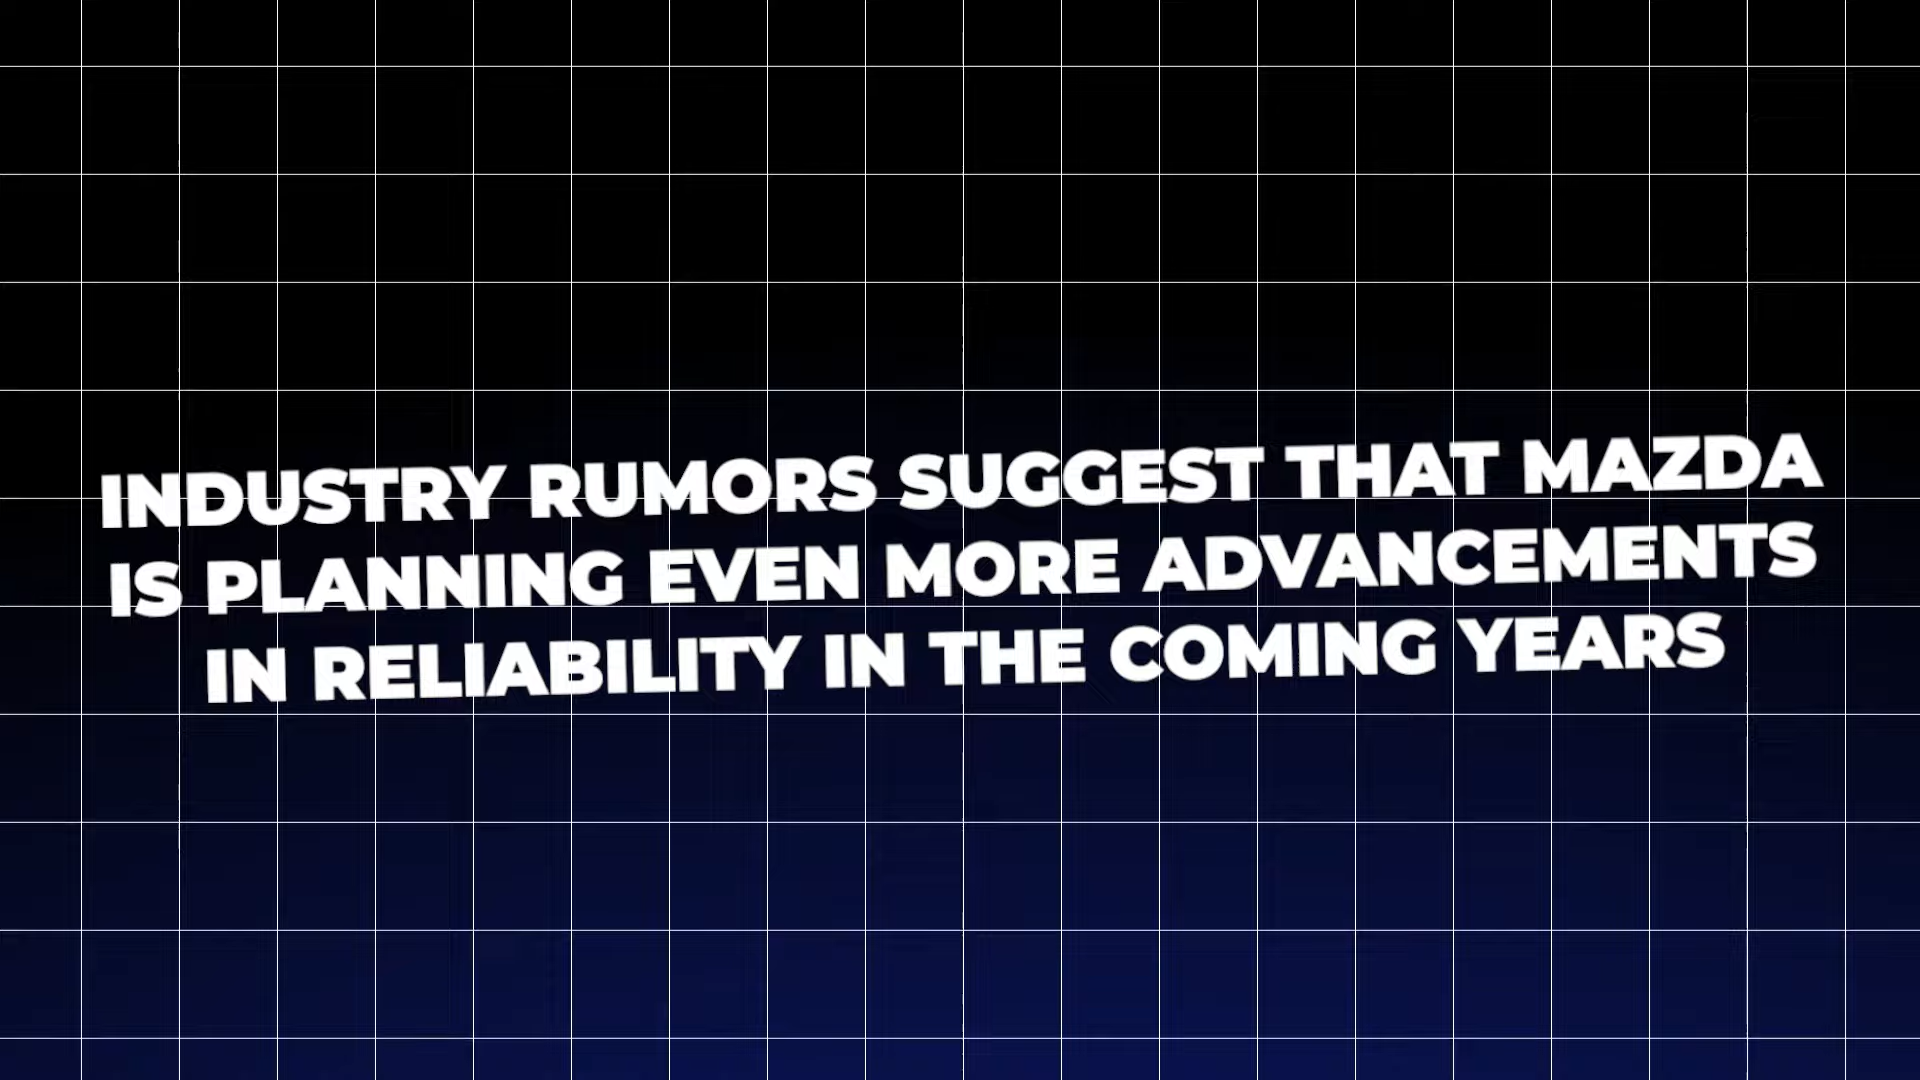 INDUSTRY RUMORS SUGGEST THAT MAZDA
IS PLANNING EVEN MORE ADVANCEMENTS
IN RELIABILITY IN THE COMING YEARS